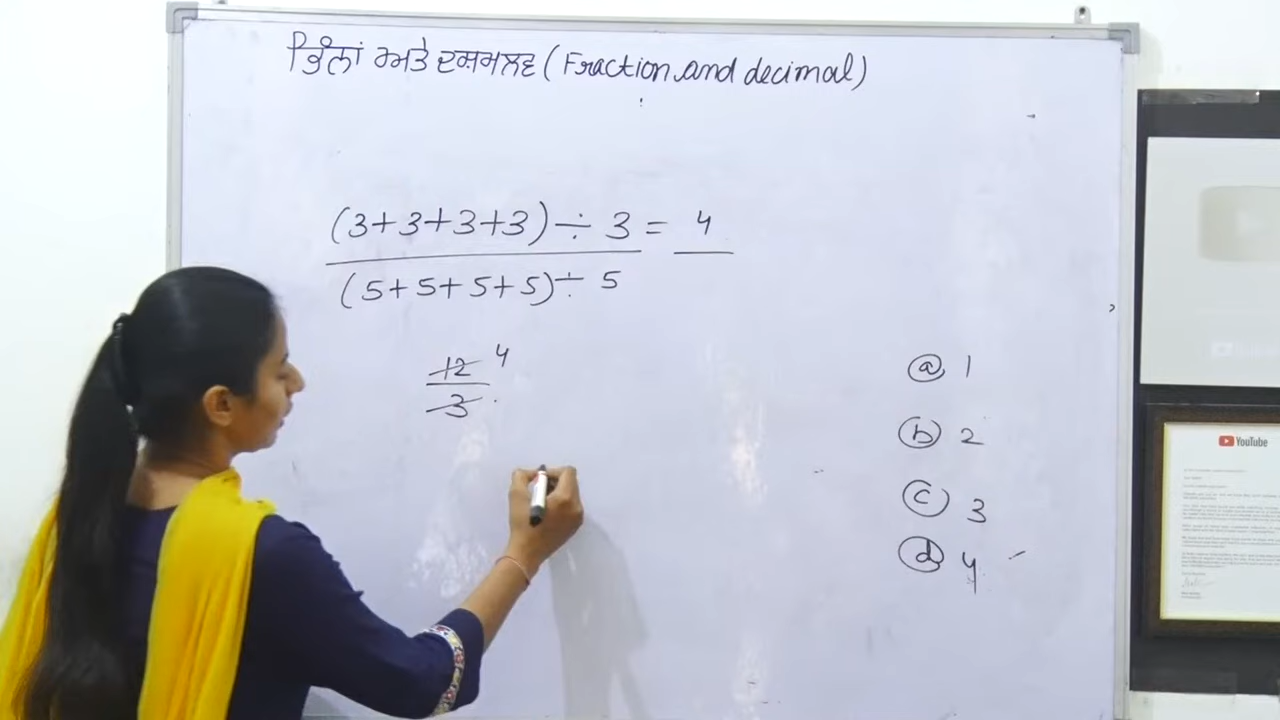 ਭਿੰਨਾਂ ਅਤੇ ਦਸ਼ਮਲਵ (Fraction and decimal)
(3+3+3+3) ÷ 3 = 4
(5+5+5+5) ÷ 5
12 4
3
ⓐ 1
ⓑ 2
ⓒ 3
ⓓ 4
YouTube